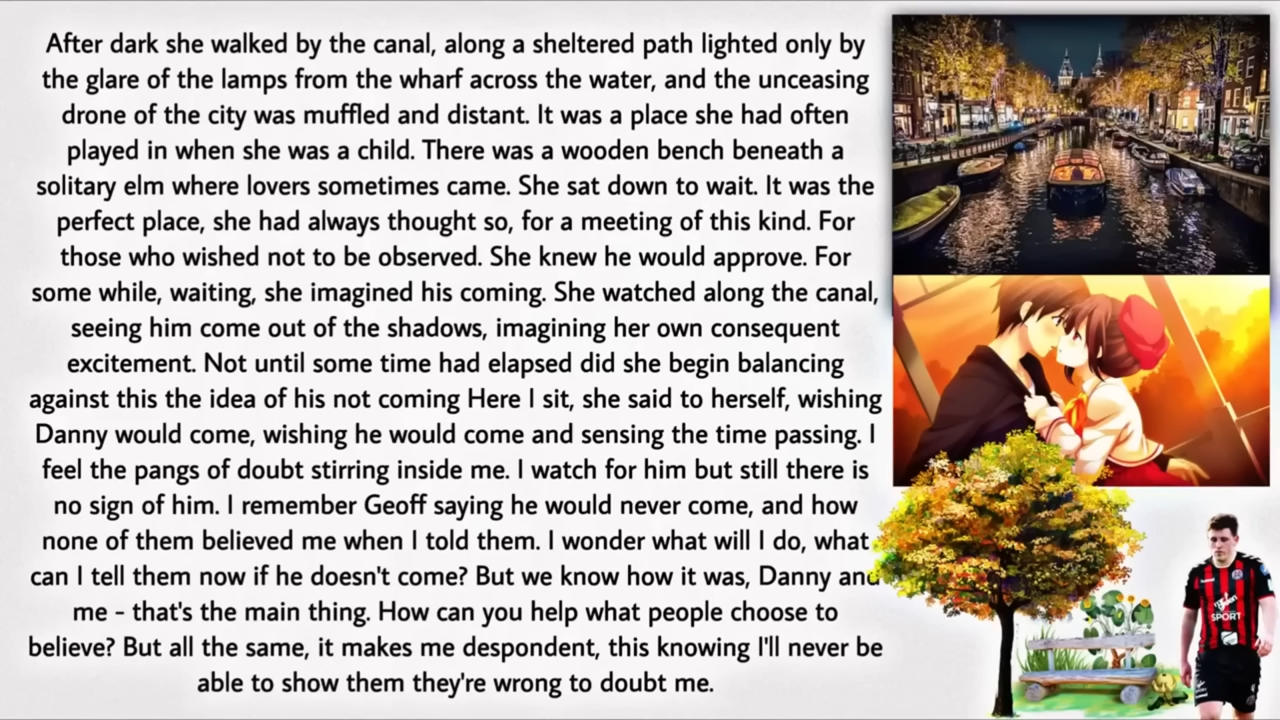 After dark she walked by the canal, along a sheltered path lighted only by
the glare of the lamps from the wharf across the water, and the unceasing
drone of the city was muffled and distant. It was a place she had often
played in when she was a child. There was a wooden bench beneath a
solitary elm where lovers sometimes came. She sat down to wait. It was the
perfect place, she had always thought so, for a meeting of this kind. For
those who wished not to be observed. She knew he would approve. For
some while, waiting, she imagined his coming. She watched along the canal,
seeing him come out of the shadows, imagining her own consequent
excitement. Not until some time had elapsed did she begin balancing
against this the idea of his not coming Here I sit, she said to herself, wishing
Danny would come, wishing he would come and sensing the time passing. I
feel the pangs of doubt stirring inside me. I watch for him but still there is
no sign of him. I remember Geoff saying he would never come, and how
none of them believed me when I told them. I wonder what will I do, what
can I tell them now if he doesn't come? But we know how it was, Danny and
me - that's the main thing. How can you help what people choose to
believe? But all the same, it makes me despondent, this knowing I'll never be
able to show them they're wrong to doubt me.
SPORT